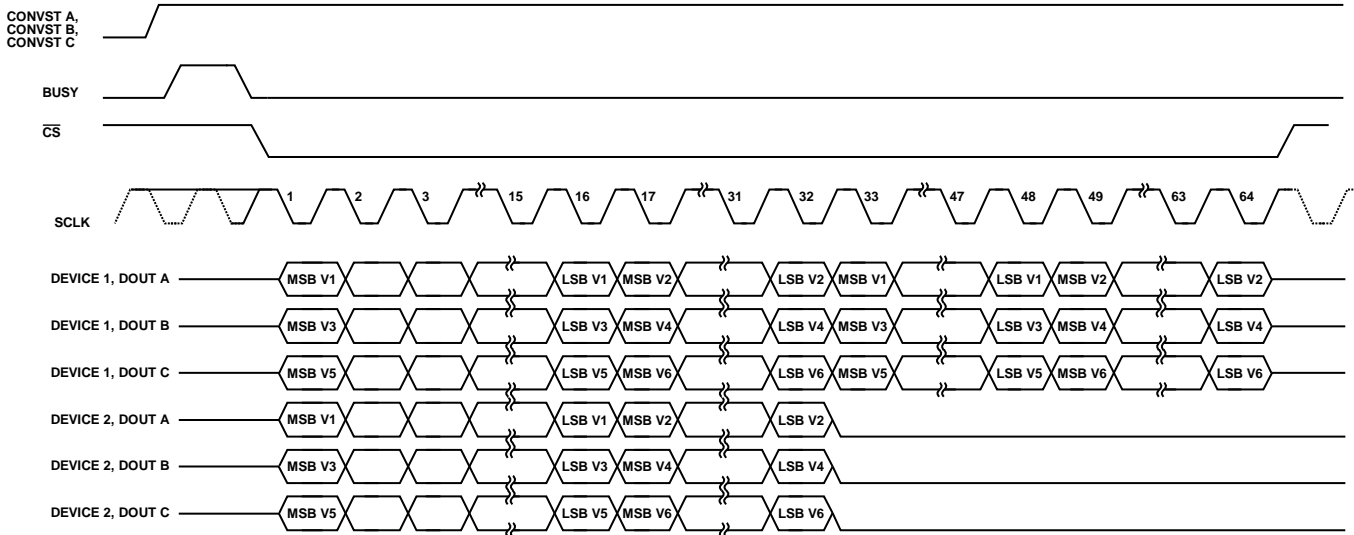 CONVST A,
CONVST B,
CONVST C
BUSY
CS
SCLK
1 2 3 15 16 17 31 32 33 47 48 49 63 64
DEVICE 1, DOUT A MSB V1 LSB V1 MSB V2 LSB V2 MSB V1 LSB V1 MSB V2 LSB V2
DEVICE 1, DOUT B MSB V3 LSB V3 MSB V4 LSB V4 MSB V3 LSB V3 MSB V4 LSB V4
DEVICE 1, DOUT C MSB V5 LSB V5 MSB V6 LSB V6 MSB V5 LSB V5 MSB V6 LSB V6
DEVICE 2, DOUT A MSB V1 LSB V1 MSB V2 LSB V2
DEVICE 2, DOUT B MSB V3 LSB V3 MSB V4 LSB V4
DEVICE 2, DOUT C MSB V5 LSB V5 MSB V6 LSB V6